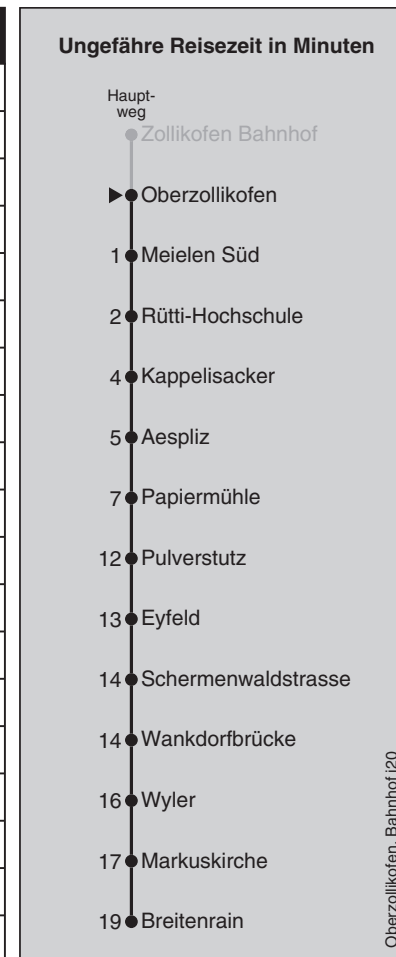 Ungefähre Reisezeit in Minuten
Haupt-
weg
Zollikofen Bahnhof
Oberzollikofen
1 Meielen Süd
2 Rütti-Hochschule
4 Kappelisacker
5 Aespliz
7 Papiermühle
12 Pulverstutz
13 Eyfeld
14 Schermenwaldstrasse
14 Wankdorfbrücke
16 Wyler
17 Markuskirche
19 Breitenrain
Oberzollikofen, Bahnhof j20